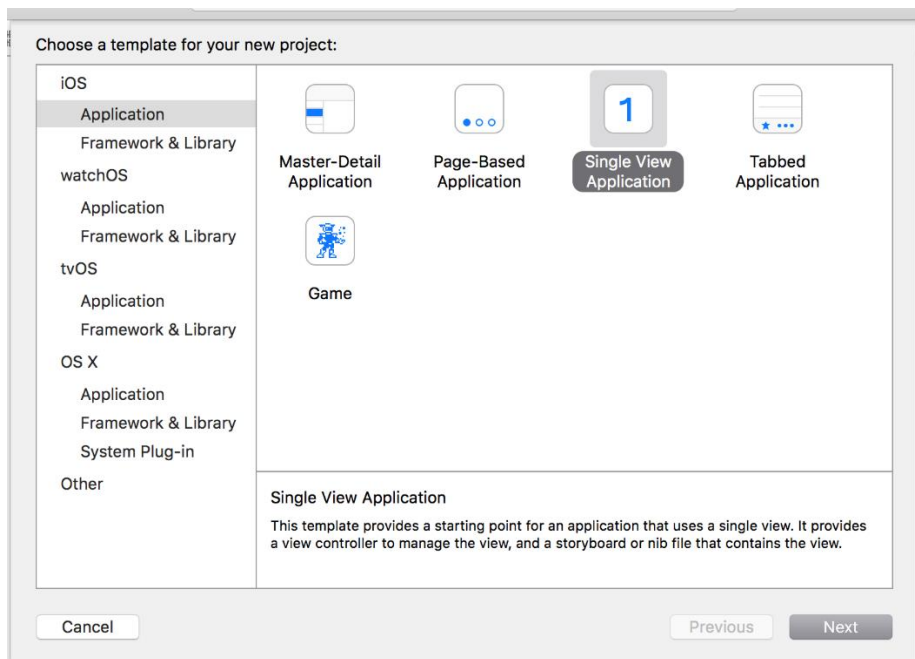 Choose a template for your new project:
iOS
Application
Framework & Library
watchOS
Application
Framework & Library
tvOS
Application
Framework & Library
OS X
Application
Framework & Library
System Plug-in
Other
Master-Detail
Application
Page-Based
Application
1
Single View
Application
Tabbed
Application
Game
Single View Application
This template provides a starting point for an application that uses a single view. It provides
a view controller to manage the view, and a storyboard or nib file that contains the view.
Cancel
Previous
Next